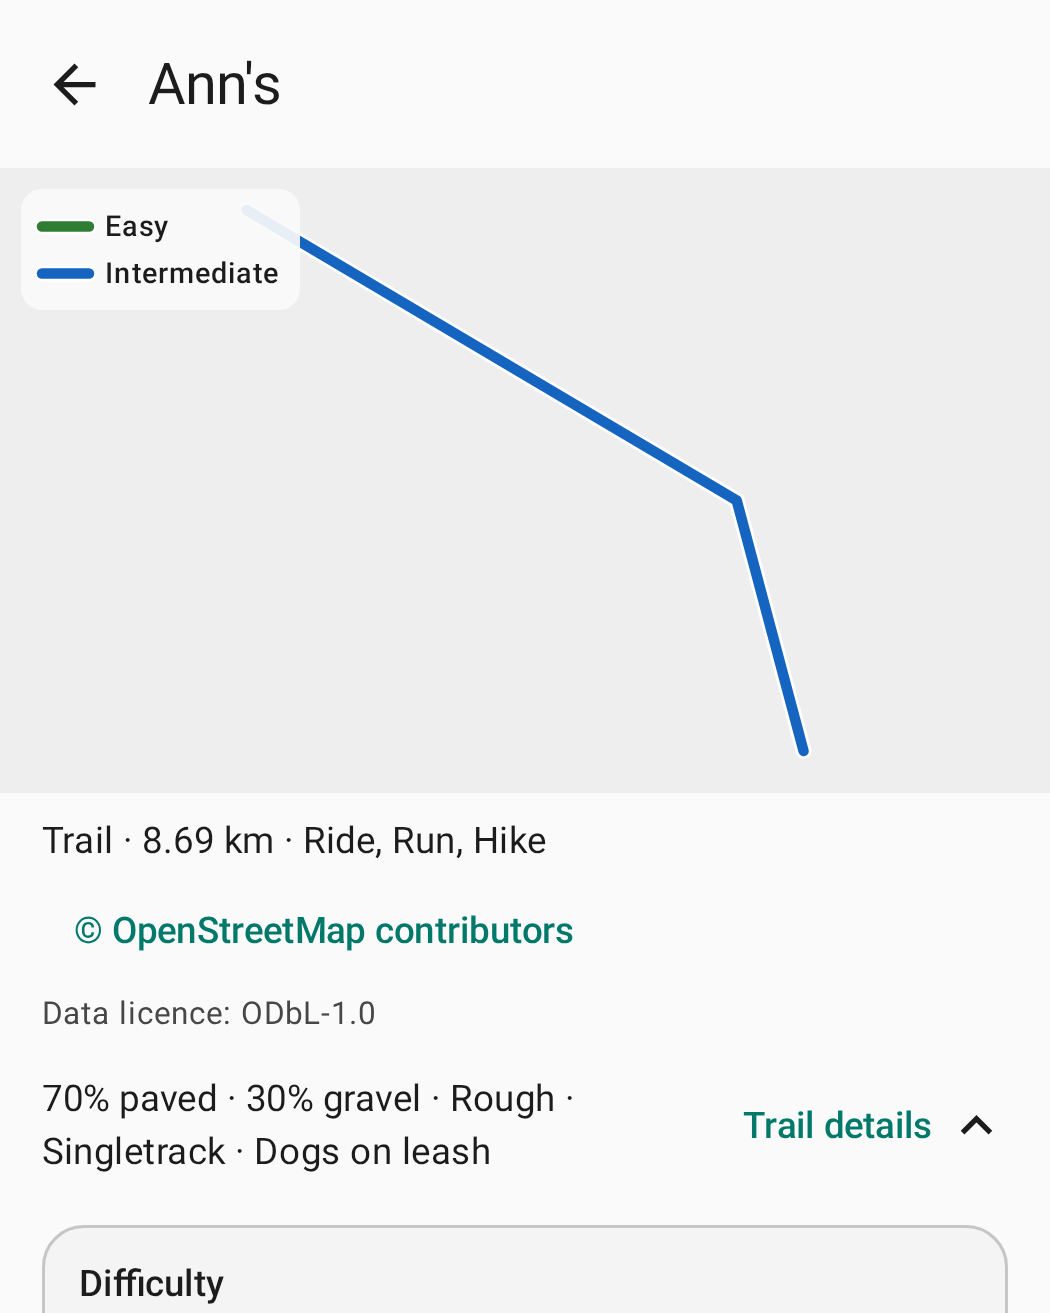 Ann's
Easy
Intermediate
Trail · 8.69 km · Ride, Run, Hike
© OpenStreetMap contributors
Data licence: ODbL-1.0
70% paved · 30% gravel · Rough ·
Singletrack · Dogs on leash
Trail details
Difficulty